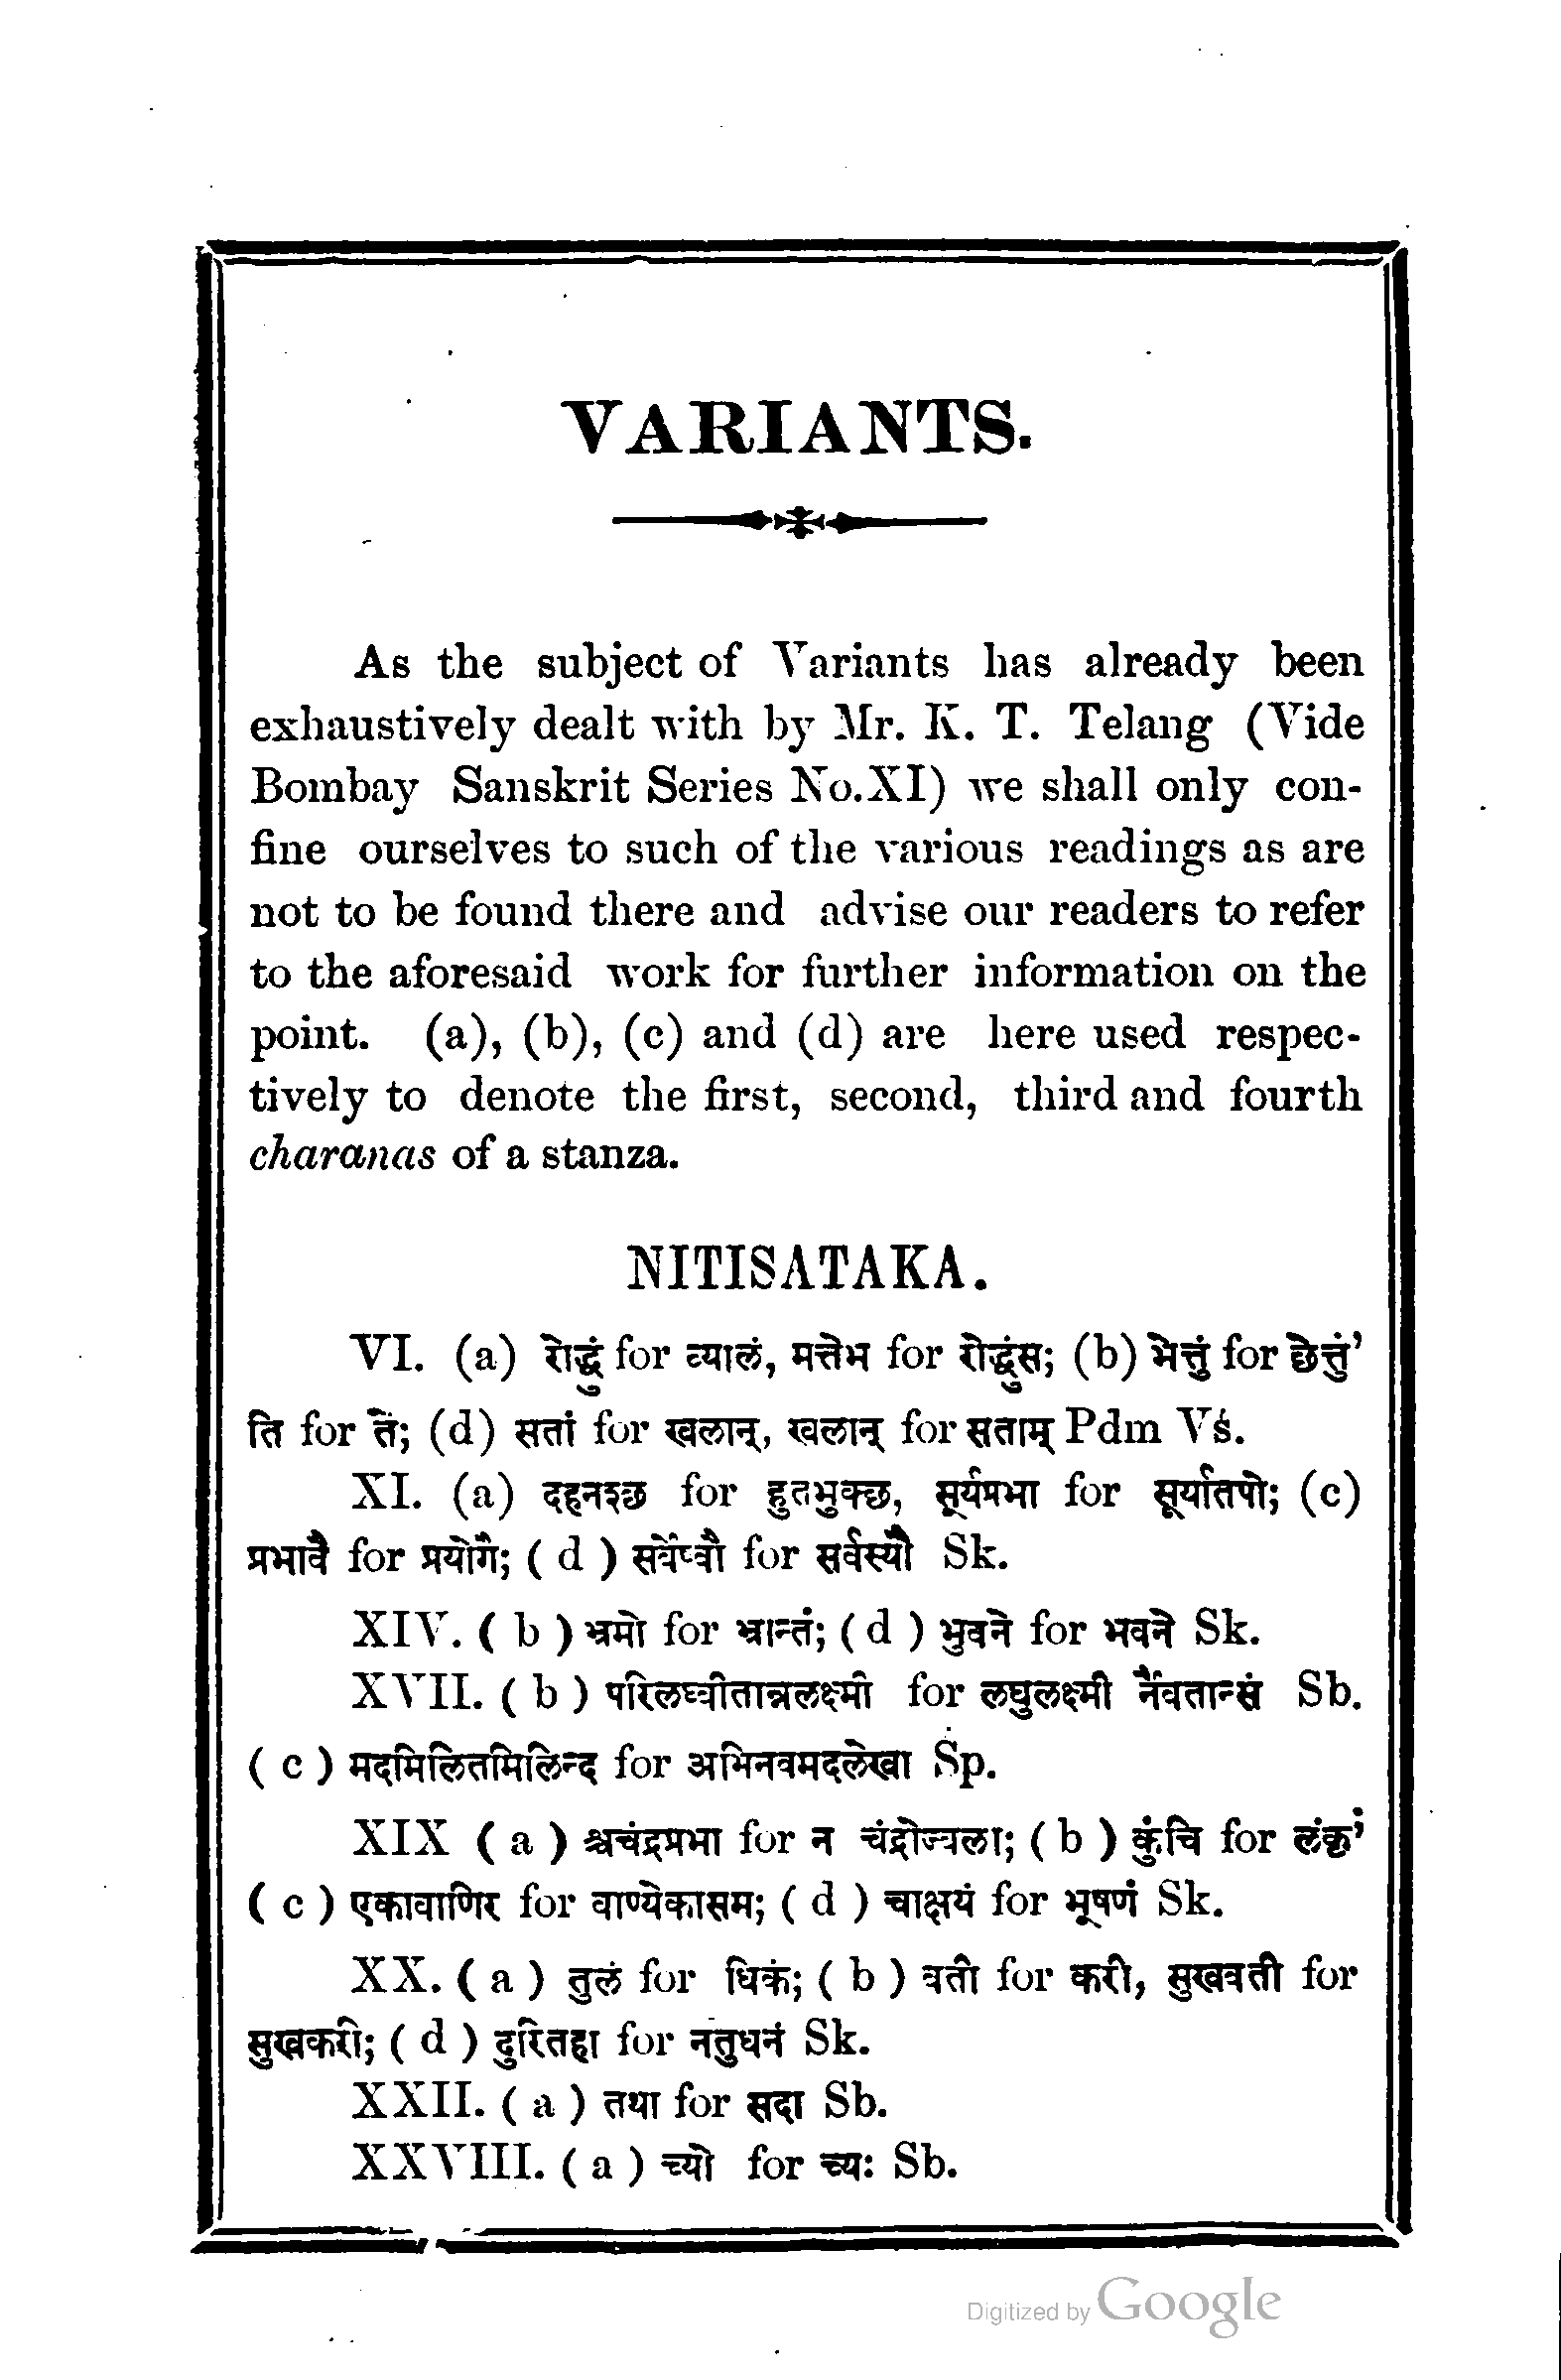 VARIANTS.
As the subject of Variants has already been
exhaustively dealt with by Mr. K. T. Telang (Vide
Bombay Sanskrit Series No.XI) we shall only con-
fine ourselves to such of the various readings as are
not to be found there and advise our readers to refer
to the aforesaid work for further information on the
point. (a), (b), (c) and (d) are here used respec-
tively to denote the first, second, third and fourth
charanas of a stanza.
NITISATAKA.
VI. (a) रोद्धुं for व्यालं, मत्तेभ for रोद्धुंस; (b) भेत्तुं for छेत्तुं'
ति for ते; (d) सतां for खलान्, खलान् for सताम् Pdm Vś.
XI. (a) दहनश्छ for हुतभुक्छ, सूर्यप्रभा for सूर्यातपो; (c)
प्रभावै for प्रयोगै; ( d ) सर्वेष्वौ for सर्वस्यौ Sk.
XIV. ( b ) भ्रमो for भ्रान्तं; ( d ) भुवने for भवने Sk.
XVII. ( b ) परिलघ्वीतान्नलक्ष्मी for लघुलक्ष्मी र्नैवतान्सं Sb.
( c ) मदमिलितमिलिन्द for अभिनवमदलेखा Sp.
XIX ( a ) श्चचंद्रप्रभा for न चंद्रोज्वला; ( b ) कुंचि for लंकृ'
( c ) एकावाणिर for वाण्येकासम; ( d ) चाक्षयं for भूषणं Sk.
XX. ( a ) तुलं for धिकं; ( b ) वती for करी, सुखवती for
सुखकरी; ( d ) दुरितहा for नतुधनं Sk.
XXII. ( a ) तथा for सदा Sb.
XXVIII. ( a ) च्यो for च्यः Sb.
Digitized by Google